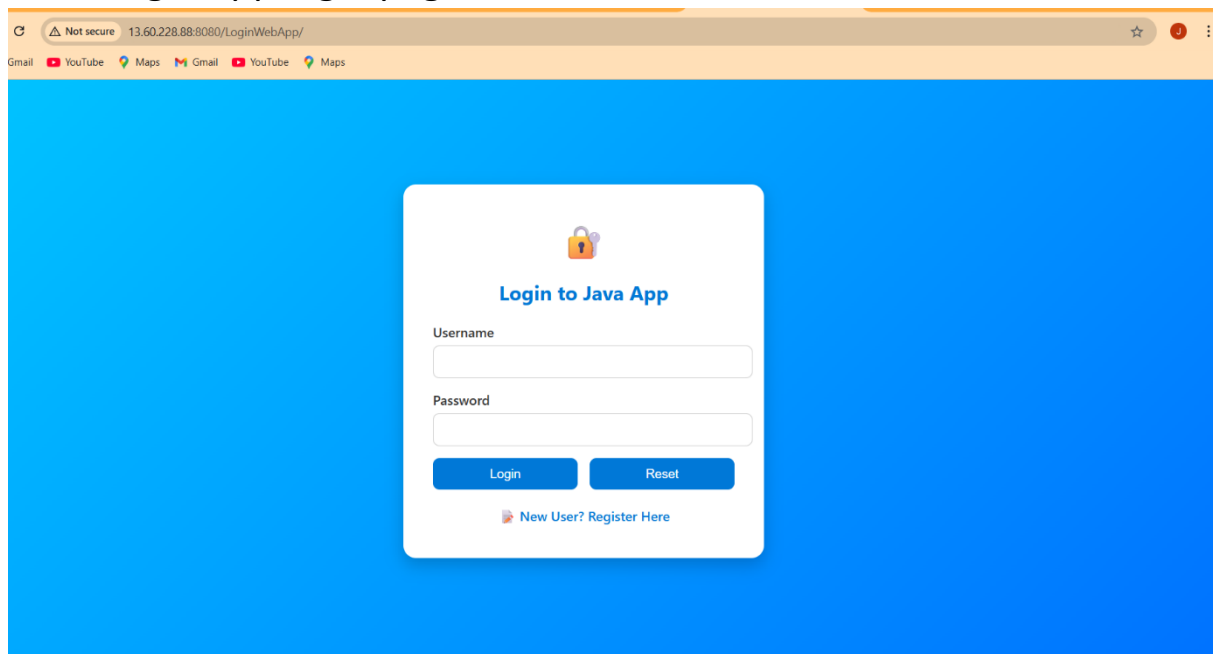 Not secure 13.60.228.88:8080/LoginWebApp/ J
Gmail YouTube Maps Gmail YouTube Maps
Login to Java App
Username
Password
Login Reset
New User? Register Here